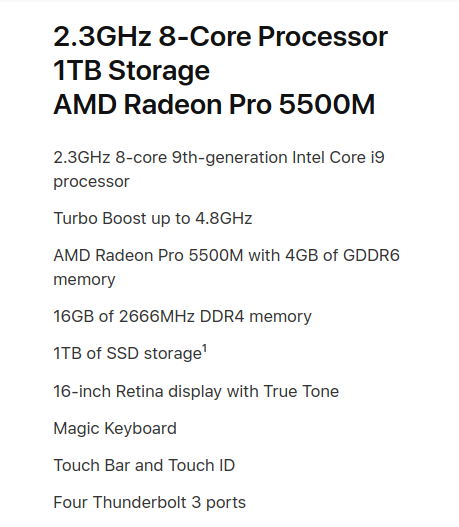 2.3GHz 8-Core Processor
1TB Storage
AMD Radeon Pro 5500M
2.3GHz 8-core 9th-generation Intel Core i9
processor
Turbo Boost up to 4.8GHz
AMD Radeon Pro 5500M with 4GB of GDDR6
memory
16GB of 2666MHz DDR4 memory
1TB of SSD storage¹
16-inch Retina display with True Tone
Magic Keyboard
Touch Bar and Touch ID
Four Thunderbolt 3 ports